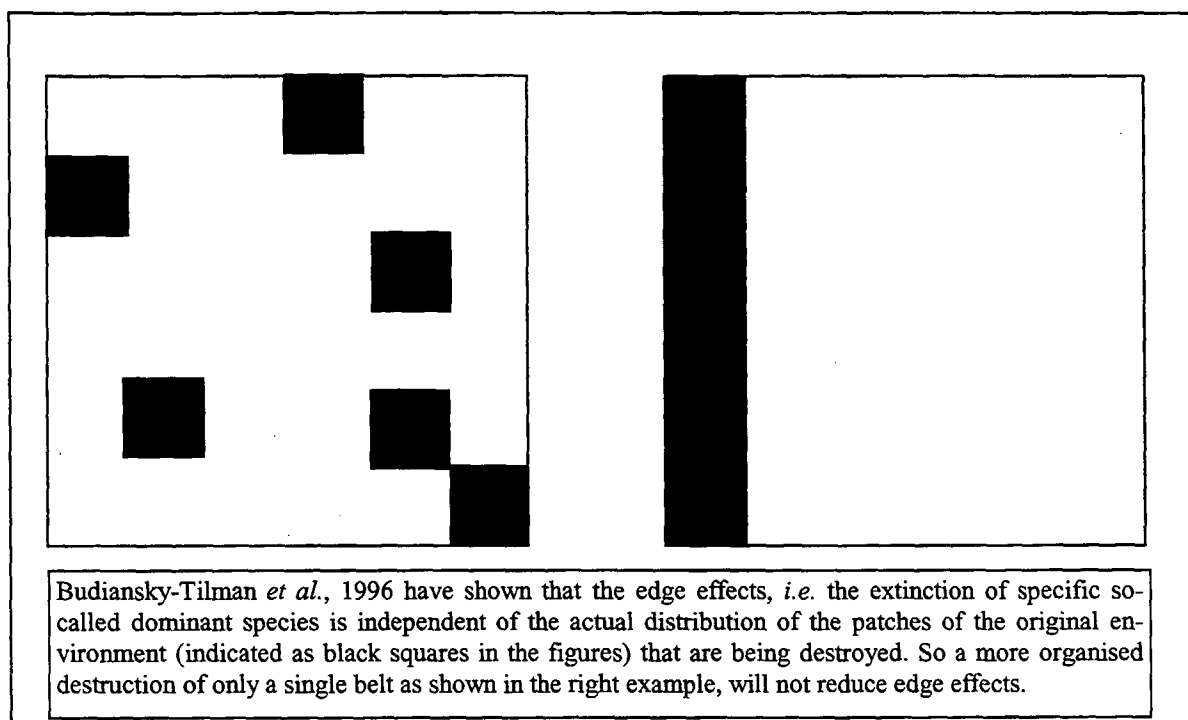 Budiansky-Tilman et al., 1996 have shown that the edge effects, i.e. the extinction of specific so-
called dominant species is independent of the actual distribution of the patches of the original en-
vironment (indicated as black squares in the figures) that are being destroyed. So a more organised
destruction of only a single belt as shown in the right example, will not reduce edge effects.